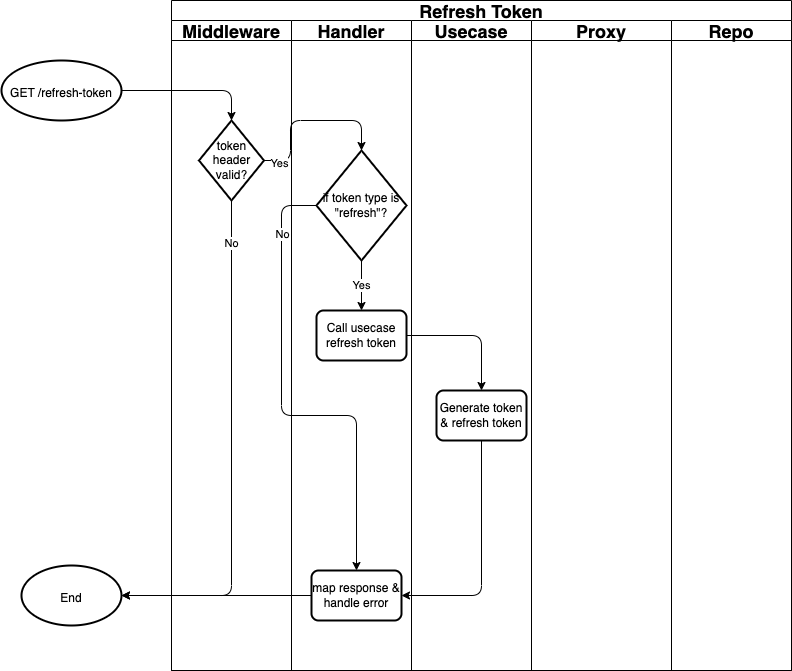 Refresh Token
Middleware
Handler
Usecase
Proxy
Repo
GET /refresh-token
token
header
valid?
Yes
if token type is
"refresh"?
No
No
Yes
Call usecase
refresh token
Generate token
& refresh token
map response &
handle error
End